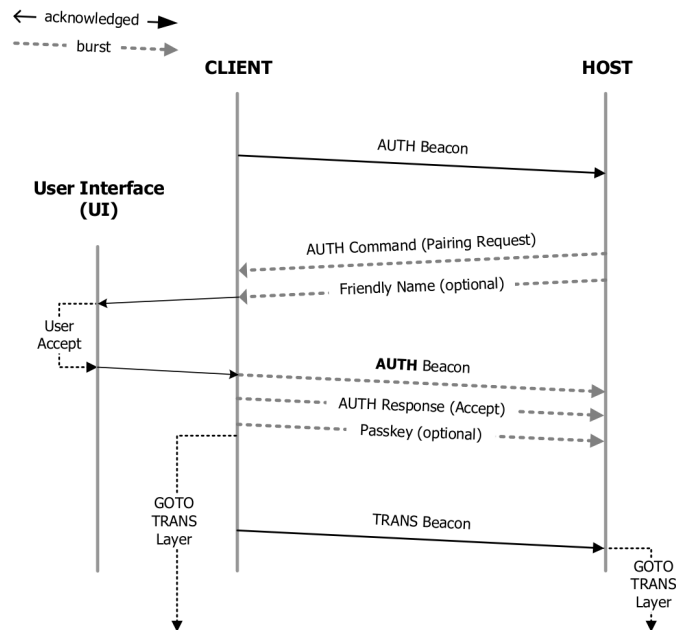 acknowledged
burst
CLIENT
HOST
AUTH Beacon
User Interface
(UI)
AUTH Command (Pairing Request)
Friendly Name (optional)
User
Accept
AUTH Beacon
AUTH Response (Accept)
Passkey (optional)
GOTO
TRANS
Layer
TRANS Beacon
GOTO
TRANS
Layer